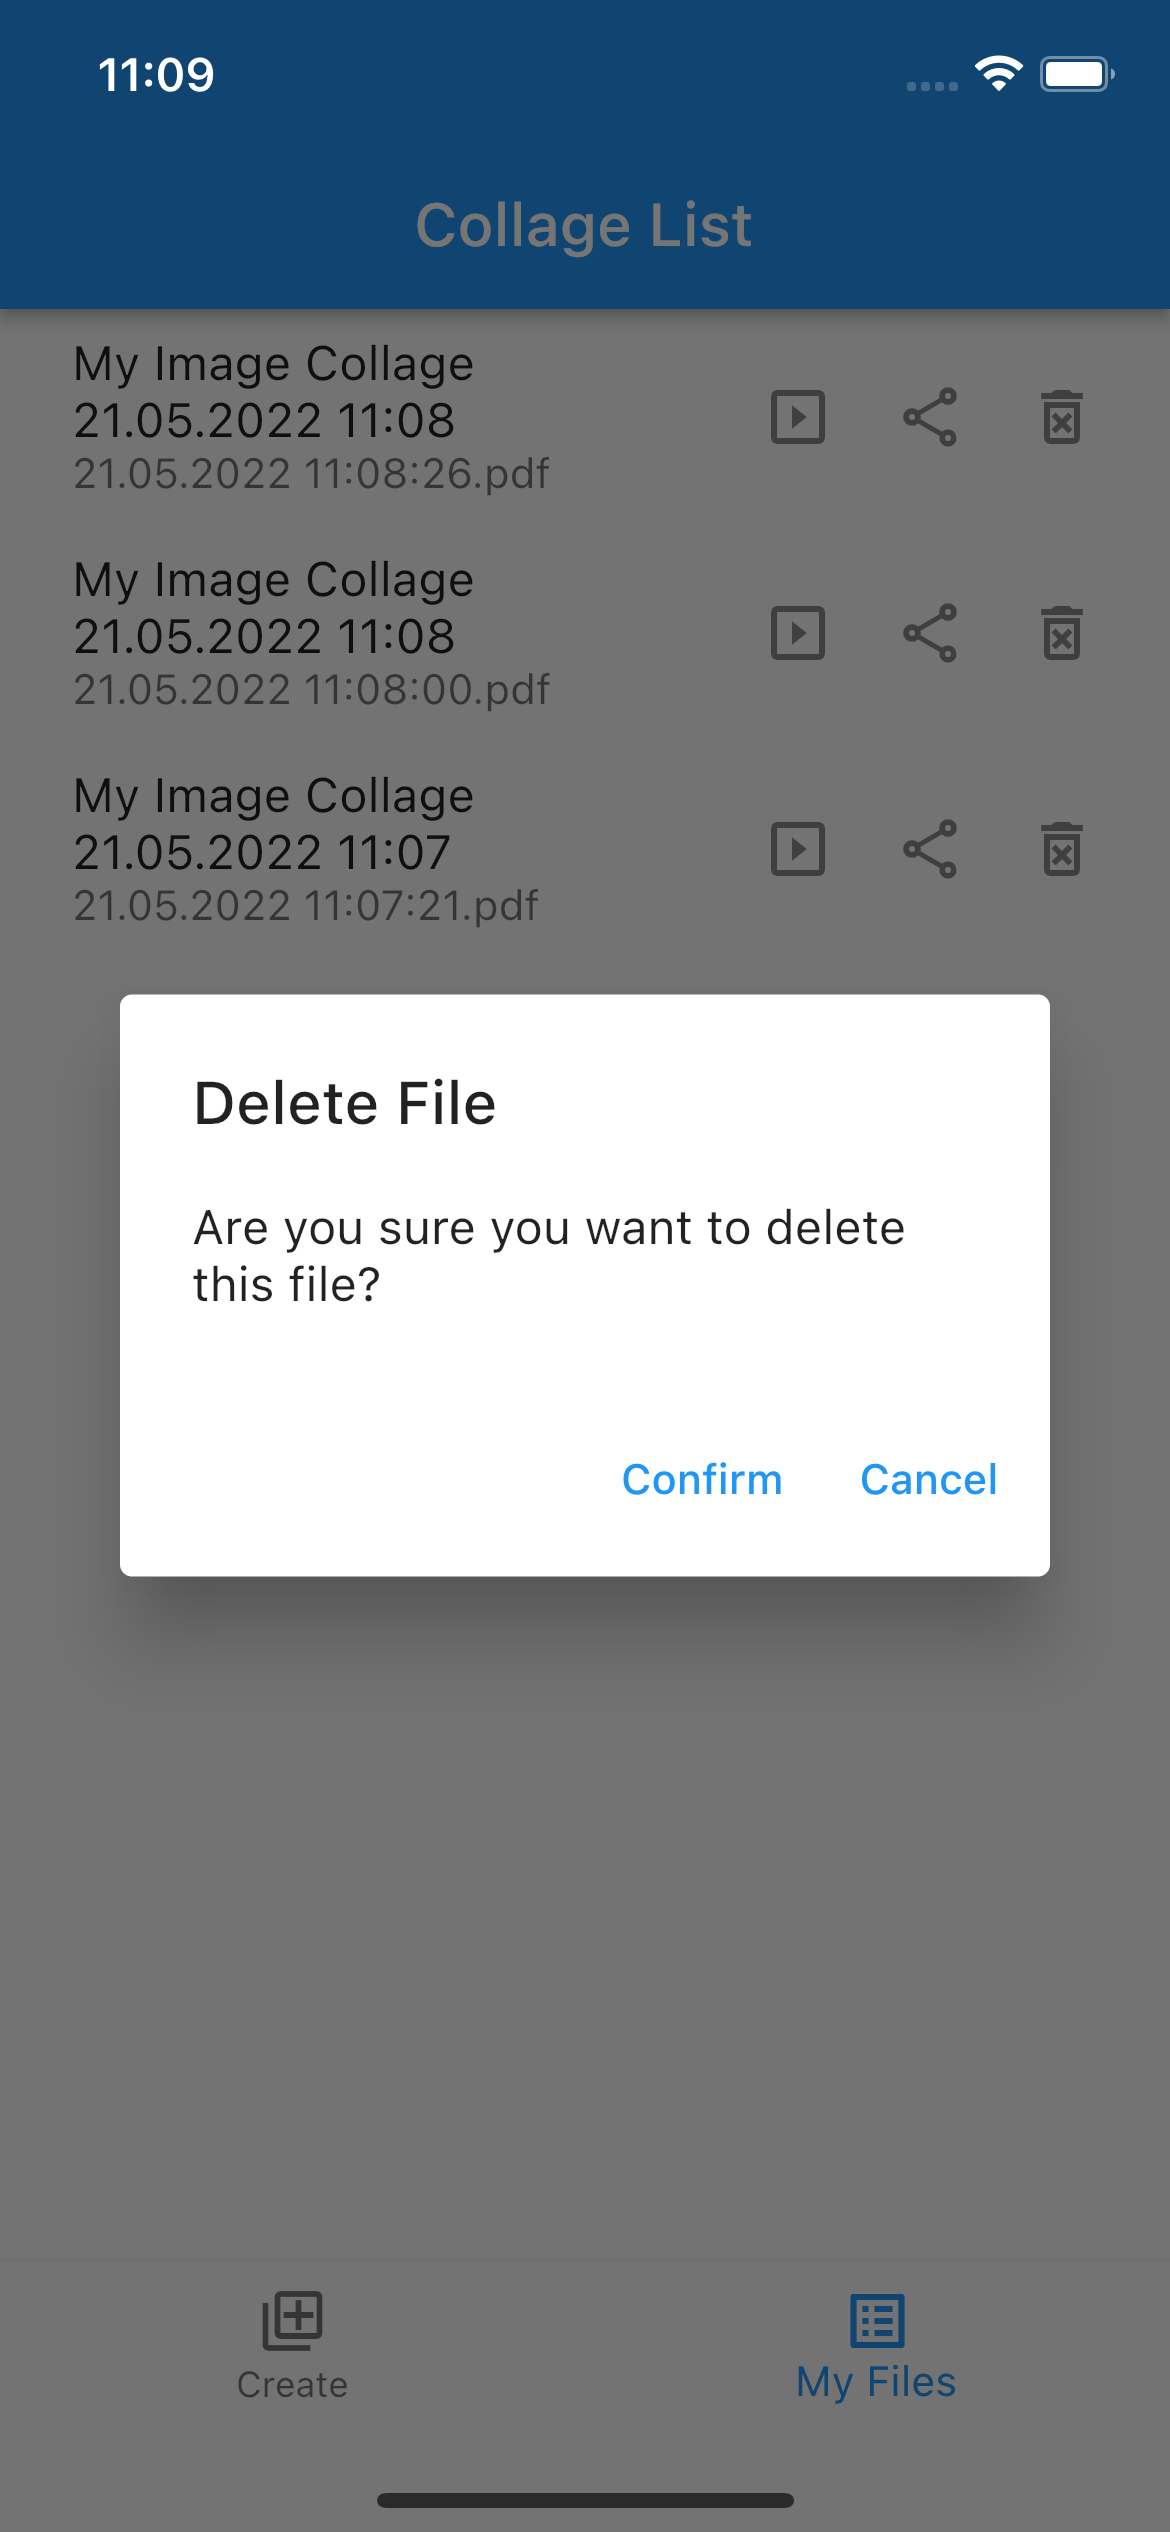 11:09
Collage List
My Image Collage
21.05.2022 11:08
21.05.2022 11:08:26.pdf
My Image Collage
21.05.2022 11:08
21.05.2022 11:08:00.pdf
My Image Collage
21.05.2022 11:07
21.05.2022 11:07:21.pdf
Delete File
Are you sure you want to delete
this file?
Confirm Cancel
Create My Files